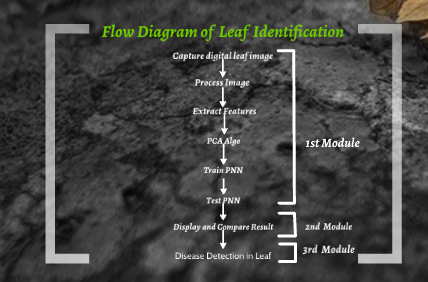 Flow Diagram of Leaf Identification
Capture digital leaf image
Process Image
Extract Features
PCA Algo
Train PNN
Test PNN
Display and Compare Result
Disease Detection in Leaf
1st Module
2nd Module
3rd Module